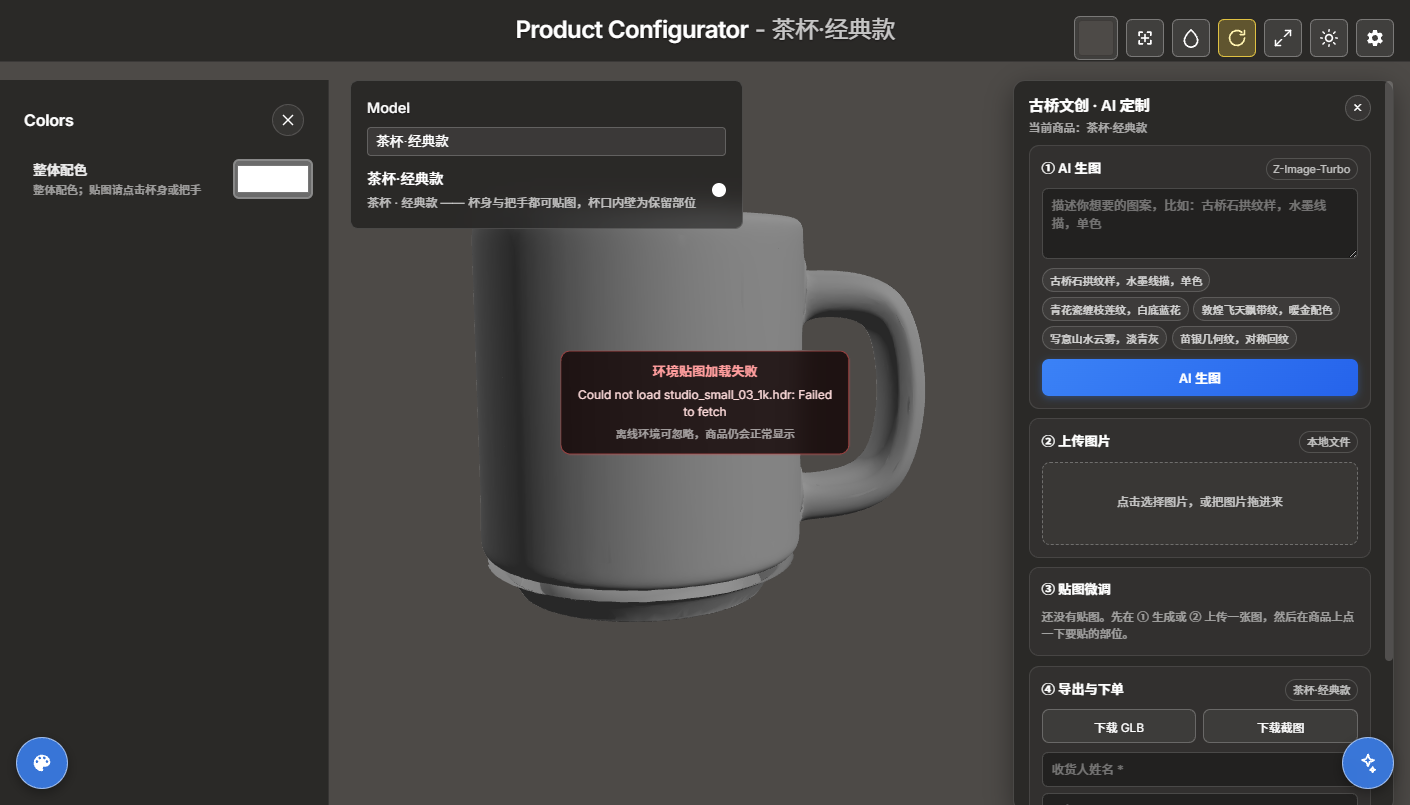 Product Configurator - 茶杯·经典款
Colors
整体配色
整体配色；贴图请点击杯身或把手
Model
茶杯·经典款
茶杯·经典款
茶杯 · 经典款 —— 杯身与把手都可贴图，杯口内壁为保留部位
环境贴图加载失败
Could not load studio_small_03_1k.hdr: Failed
to fetch
离线环境可忽略，商品仍会正常显示
古桥文创 · AI 定制
当前商品：茶杯·经典款
① AI 生图
Z-Image-Turbo
描述你想要的图案，比如：古桥石拱纹样，水墨线
描，单色
古桥石拱纹样，水墨线描，单色
青花瓷缠枝莲纹，白底蓝花
敦煌飞天飘带纹，暖金配色
写意山水云雾，淡青灰
苗银几何纹，对称回纹
AI 生图
② 上传图片
本地文件
点击选择图片，或把图片拖进来
③ 贴图微调
还没有贴图。先在 ① 生成或 ② 上传一张图，然后在商品上点
一下要贴的部位。
④ 导出与下单
茶杯·经典款
下载 GLB
下载截图
收货人姓名 *